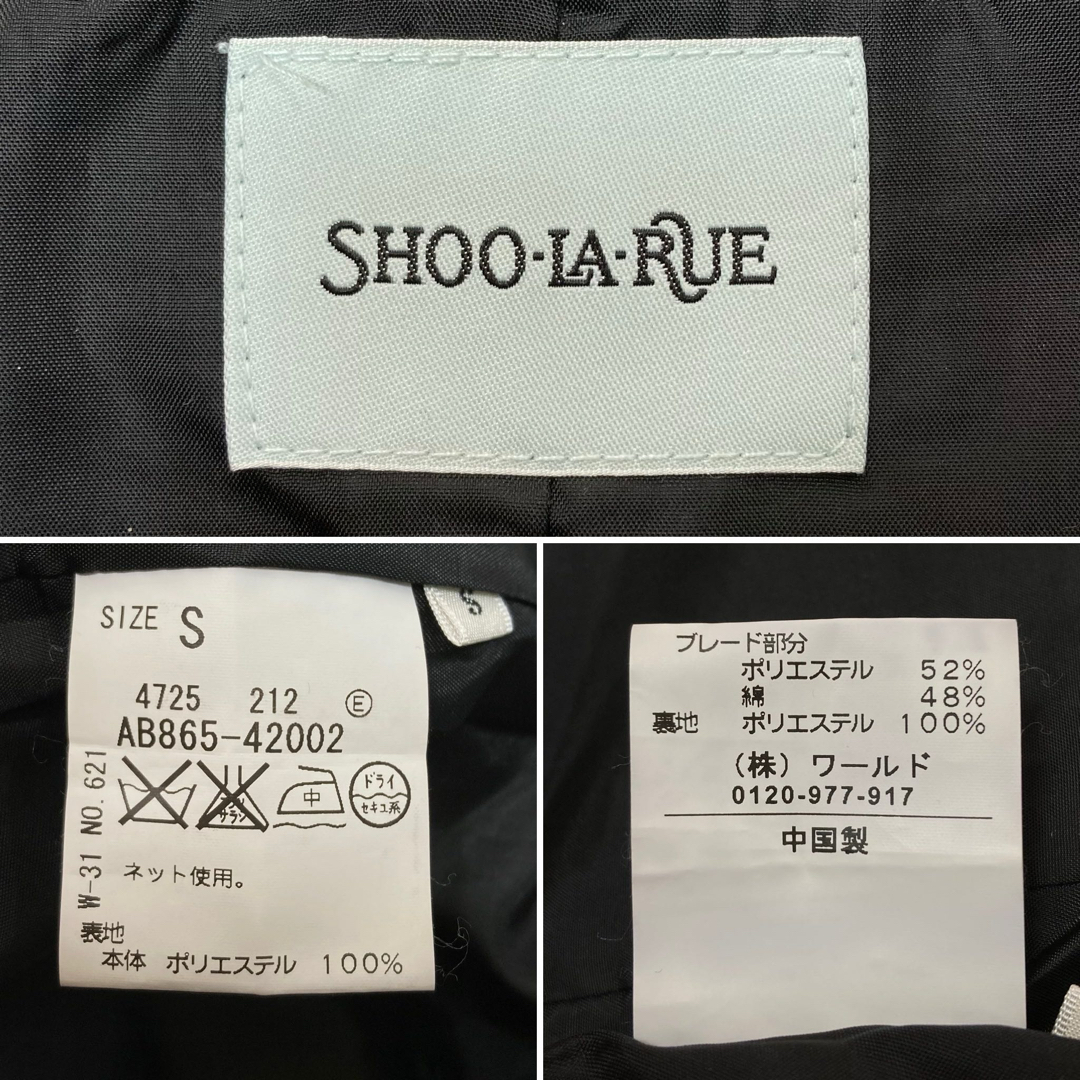 SHOO·LA·RUE
SIZE S
S
4725 212 Ⓔ
AB865-42002
中
ドライ
セキユ系
サラシ
W-31 NO.621
ネット使用。
表地
本体 ポリエステル 100%
ブレード部分
ポリエステル 52%
綿 48%
裏地 ポリエステル 100%
(株)ワールド
0120-977-917
中国製